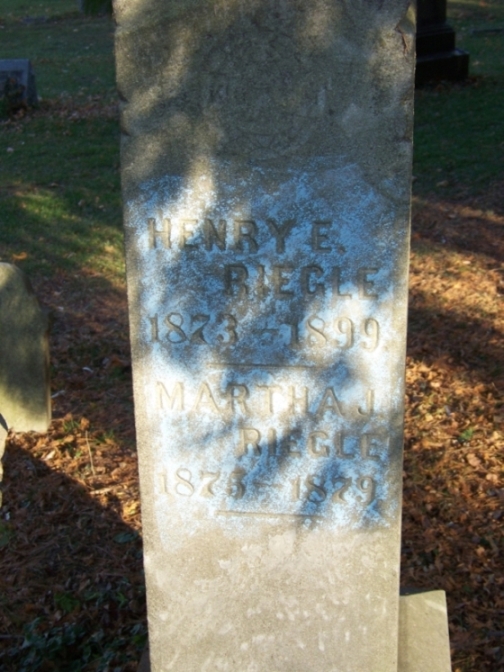 HENRY E.
RIEGLE
1873 - 1899
MARTHA J.
RIEGLE
1875 - 1879